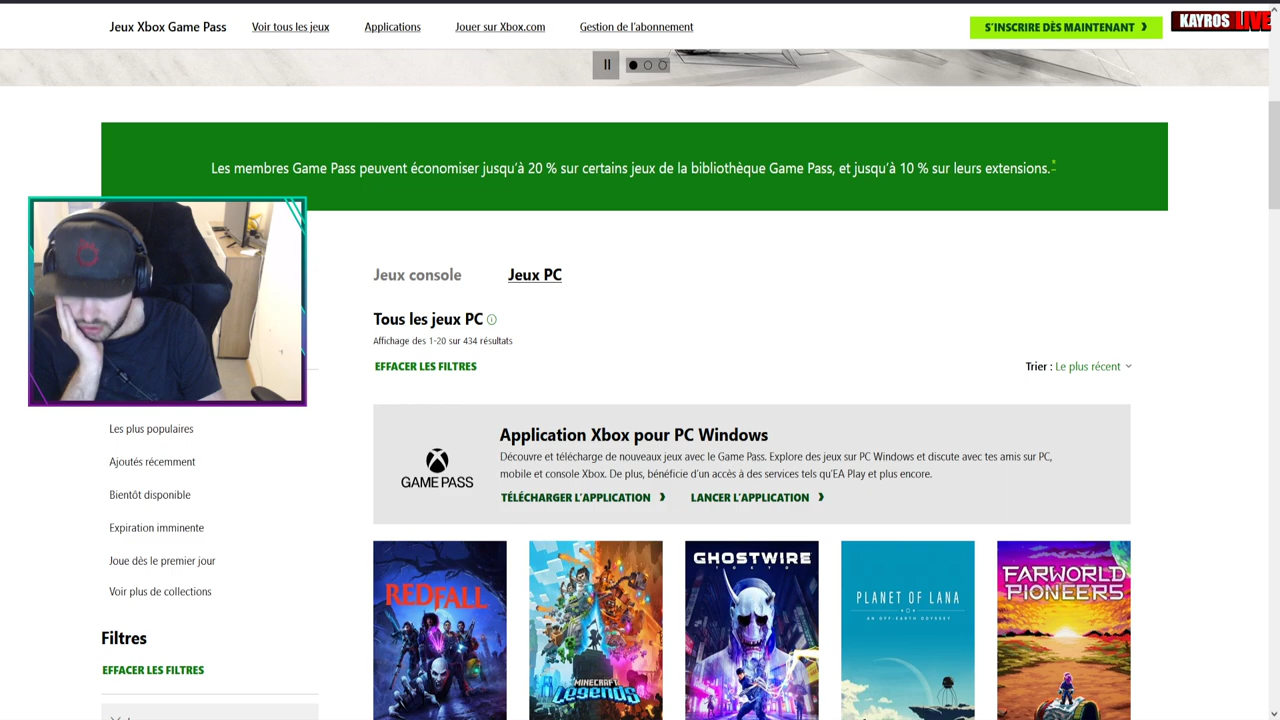 Jeux Xbox Game Pass
Voir tous les jeux
Applications
Jouer sur Xbox.com
Gestion de l'abonnement
S'INSCRIRE DÈS MAINTENANT
KAYROS LIVE
Les membres Game Pass peuvent économiser jusqu'à 20 % sur certains jeux de la bibliothèque Game Pass, et jusqu'à 10 % sur leurs extensions.*
Jeux console
Jeux PC
Tous les jeux PC
Affichage des 1-20 sur 434 résultats
EFFACER LES FILTRES
Trier : Le plus récent
Application Xbox pour PC Windows
Découvre et télécharge de nouveaux jeux avec le Game Pass. Explore des jeux sur PC Windows et discute avec tes amis sur PC,
mobile et console Xbox. De plus, bénéficie d'un accès à des services tels qu'EA Play et plus encore.
GAME PASS
TÉLÉCHARGER L'APPLICATION
LANCER L'APPLICATION
Les plus populaires
Ajoutés récemment
Bientôt disponible
Expiration imminente
Joue dès le premier jour
Voir plus de collections
Filtres
EFFACER LES FILTRES
REDFALL
MINECRAFT
Legends
GHOSTWIRE
TOKYO
PLANET OF LANA
AN OFF-EARTH ODYSSEY
FARWORLD
PIONEERS